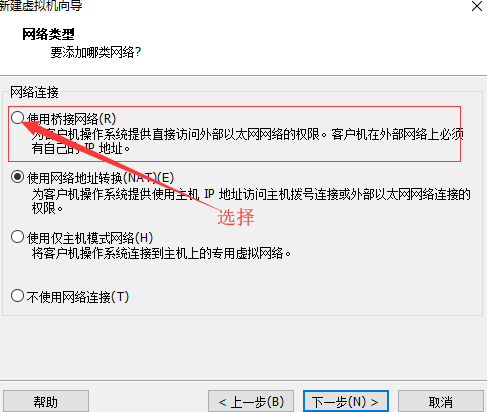 新建虚拟机向导
网络类型
要添加哪类网络?
网络连接
使用桥接网络(R)
为客户机操作系统提供直接访问外部以太网网络的权限。客户机在外部网络上必须
有自己的 IP 地址。
使用网络地址转换(NAT)(E)
为客户机操作系统提供使用主机 IP 地址访问主机拨号连接或外部以太网网络连接的
权限。
选择
使用仅主机模式网络(H)
将客户机操作系统连接到主机上的专用虚拟网络。
不使用网络连接(T)
帮助
< 上一步(B)
下一步(N) >
取消